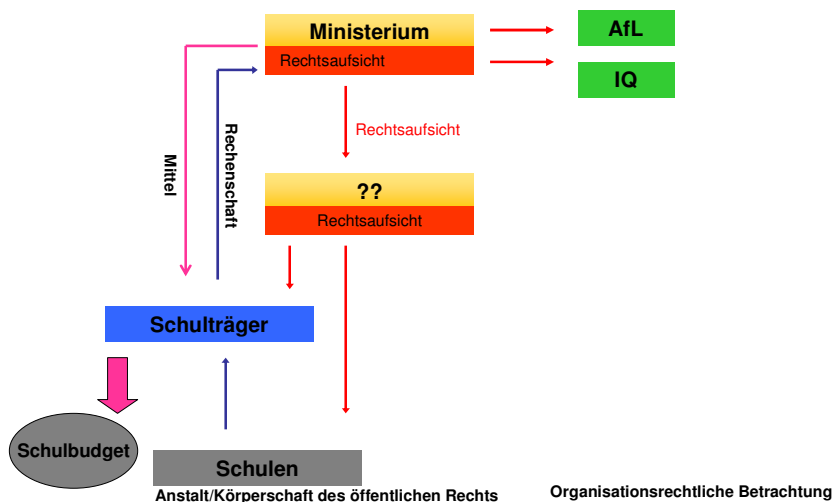 Ministerium
Rechtsaufsicht
AfL
IQ
Rechtsaufsicht
Mittel
Rechenschaft
??
Rechtsaufsicht
Schulträger
Schulbudget
Schulen
Anstalt/Körperschaft des öffentlichen Rechts
Organisationsrechtliche Betrachtung